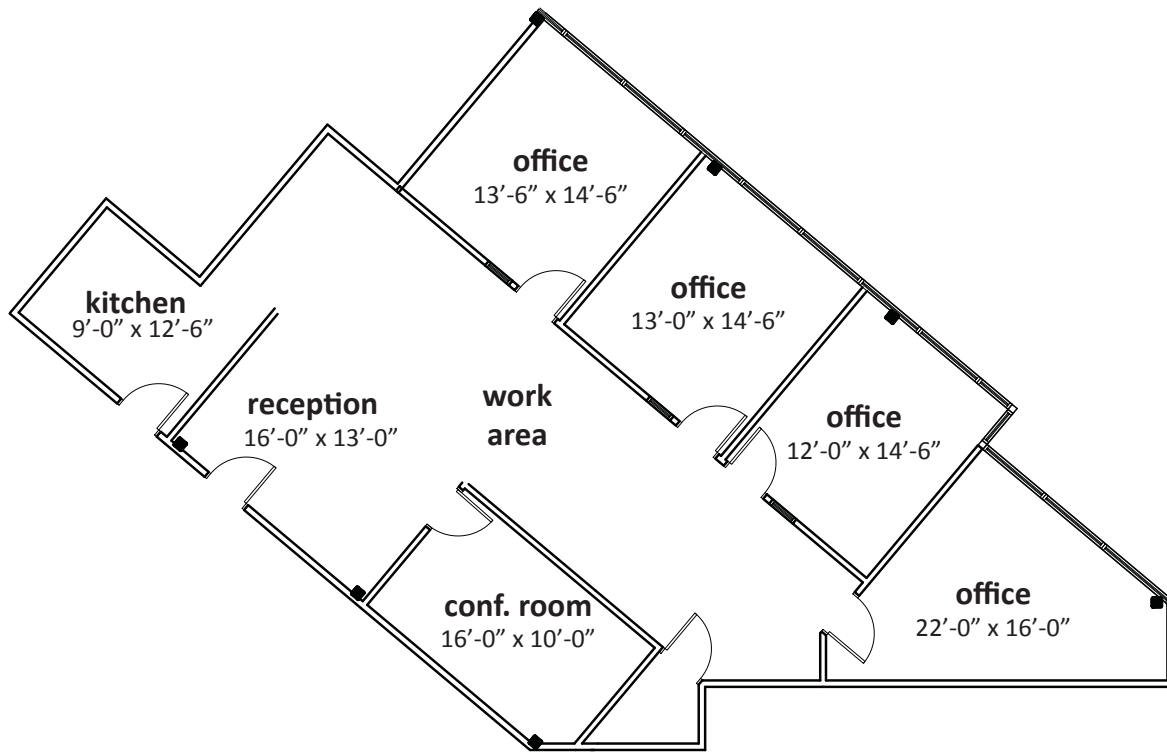 office
13’-6” x 14’-6”
office
13’-0” x 14’-6”
kitchen
9’-0” x 12’-6”
reception
16’-0” x 13’-0”
work
area
office
12’-0” x 14’-6”
conf. room
16’-0” x 10’-0”
office
22’-0” x 16’-0”